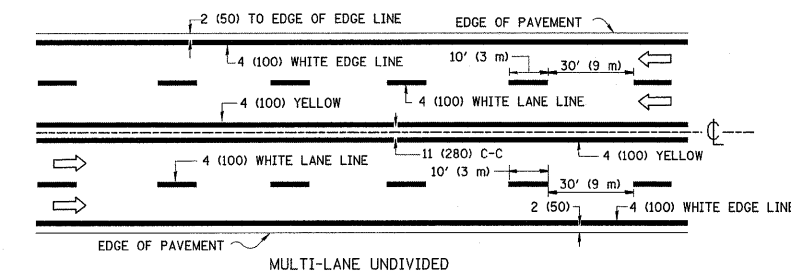 2 (50) TO EDGE OF EDGE LINE
EDGE OF PAVEMENT
4 (100) WHITE EDGE LINE
10' (3 m)
30' (9 m)
4 (100) YELLOW
4 (100) WHITE LANE LINE
CL
4 (100) WHITE LANE LINE
11 (280) C-C
4 (100) YELLOW
10' (3 m)
30' (9 m)
2 (50)
4 (100) WHITE EDGE LINE
EDGE OF PAVEMENT
MULTI-LANE UNDIVIDED